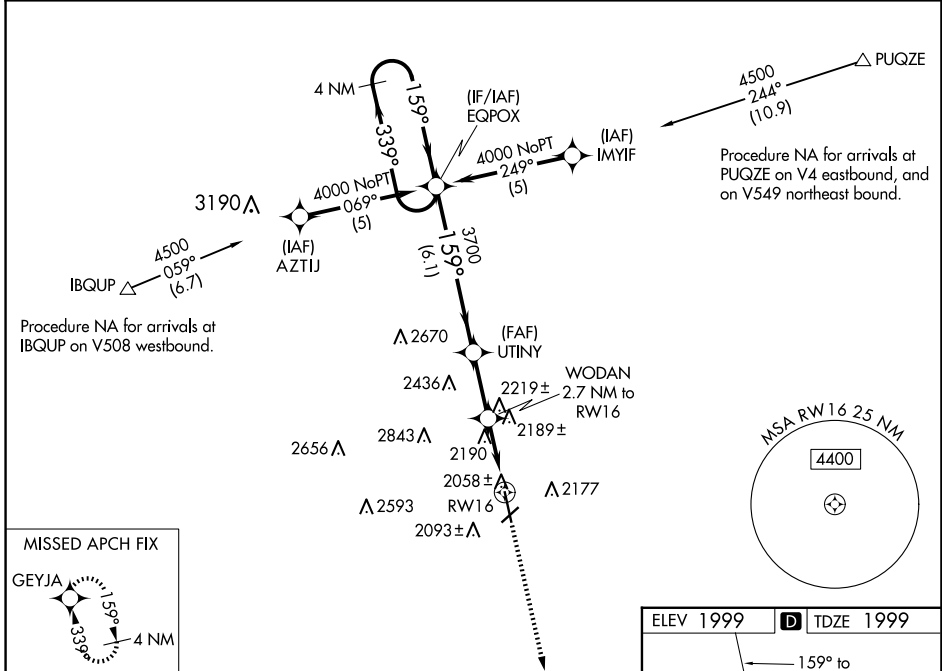 PUQZE
4500
244°
(10.9)
4 NM
159°
339°
(IF/IAF)
EQPOX
4000 NoPT
249°
(5)
(IAF)
IMYIF
Procedure NA for arrivals at
PUQZE on V4 eastbound, and
on V549 northeast bound.
3190
4000 NoPT
069°
(5)
(IAF)
AZTIJ
4500
059°
(6.7)
IBQUP
Procedure NA for arrivals at
IBQUP on V508 westbound.
3700
159°
(6.1)
2670
(FAF)
UTINY
2436
2219±
WODAN
2.7 NM to
RW16
2189±
2843
2656
2190
2058±
2177
2593
RW16
2093±
MSA RW16 25 NM
4400
MISSED APCH FIX
GEYJA
159°
339°
4 NM
ELEV 1999 D TDZE 1999
159° to